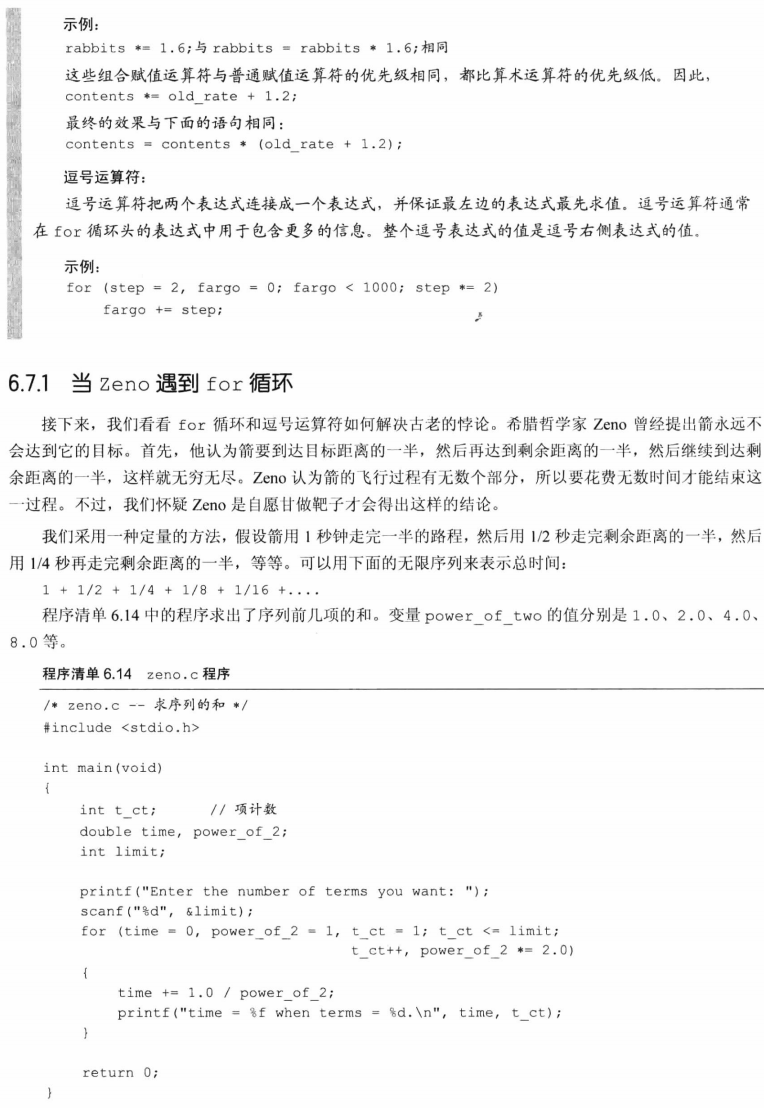 示例：
rabbits *= 1.6;与 rabbits = rabbits * 1.6;相同
这些组合赋值运算符与普通赋值运算符的优先级相同，都比算术运算符的优先级低。因此，
contents *= old_rate + 1.2;
最终的效果与下面的语句相同：
contents = contents * (old_rate + 1.2);
逗号运算符：
逗号运算符把两个表达式连接成一个表达式，并保证最左边的表达式最先求值。逗号运算符通常
在 for 循环头的表达式中用于包含更多的信息。整个逗号表达式的值是逗号右侧表达式的值。
示例：
for (step = 2, fargo = 0; fargo < 1000; step *= 2)
fargo += step;
6.7.1 当 Zeno 遇到 for 循环
接下来，我们看看 for 循环和逗号运算符如何解决古老的悖论。希腊哲学家 Zeno 曾经提出箭永远不
会达到它的目标。首先，他认为箭要到达目标距离的一半，然后再达到剩余距离的一半，然后继续到达剩
余距离的一半，这样就无穷无尽。Zeno 认为箭的飞行过程有无数个部分，所以要花费无数时间才能结束这
一过程。不过，我们怀疑 Zeno 是自愿甘做靶子才会得出这样的结论。
我们采用一种定量的方法，假设箭用 1 秒钟走完一半的路程，然后用 1/2 秒走完剩余距离的一半，然后
用 1/4 秒再走完剩余距离的一半，等等。可以用下面的无限序列来表示总时间：
1 + 1/2 + 1/4 + 1/8 + 1/16 +....
程序清单 6.14 中的程序求出了序列前几项的和。变量 power_of_two 的值分别是 1.0、2.0、4.0、
8.0 等。
程序清单 6.14 zeno.c 程序
/* zeno.c -- 求序列的和 */
#include <stdio.h>
int main(void)
{
int t_ct; // 项计数
double time, power_of_2;
int limit;
printf("Enter the number of terms you want: ");
scanf("%d", &limit);
for (time = 0, power_of_2 = 1, t_ct = 1; t_ct <= limit;
t_ct++, power_of_2 *= 2.0)
{
time += 1.0 / power_of_2;
printf("time = %f when terms = %d.\n", time, t_ct);
}
return 0;
}